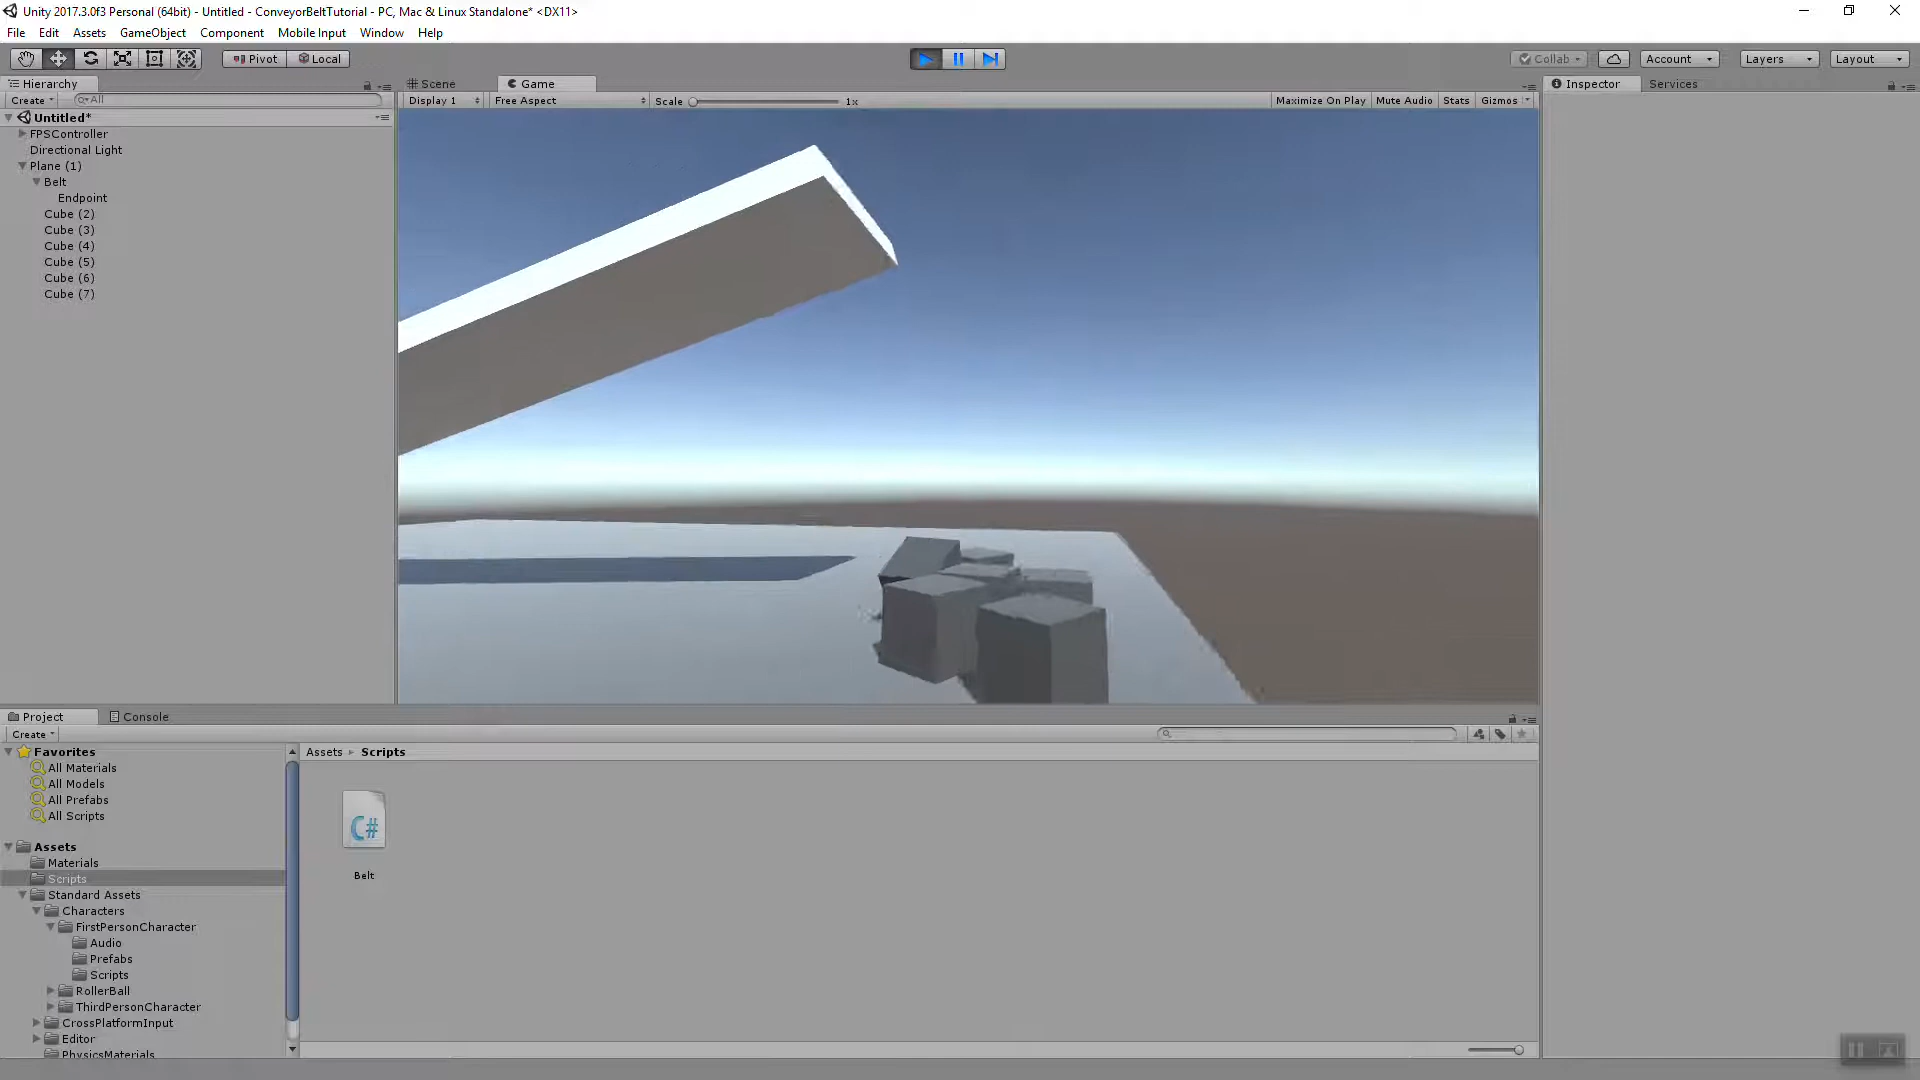 Unity 2017.3.0f3 Personal (64bit) - Untitled - ConveyorBeltTutorial - PC, Mac & Linux Standalone* <DX11>
File Edit Assets GameObject Component Mobile Input Window Help
Pivot Local Collab Account Layers Layout
Hierarchy
Create All
Untitled*
FPSController
Directional Light
Plane (1)
Belt
Endpoint
Cube (2)
Cube (3)
Cube (4)
Cube (5)
Cube (6)
Cube (7)
Scene Game
Display 1 Free Aspect Scale 1x Maximize On Play Mute Audio Stats Gizmos
Inspector Services
Project Console
Create
Favorites
All Materials
All Models
All Prefabs
All Scripts
Assets
Materials
Scripts
Standard Assets
Characters
FirstPersonCharacter
Audio
Prefabs
Scripts
RollerBall
ThirdPersonCharacter
CrossPlatformInput
Editor
PhysicsMaterials
Assets Scripts
C#
Belt